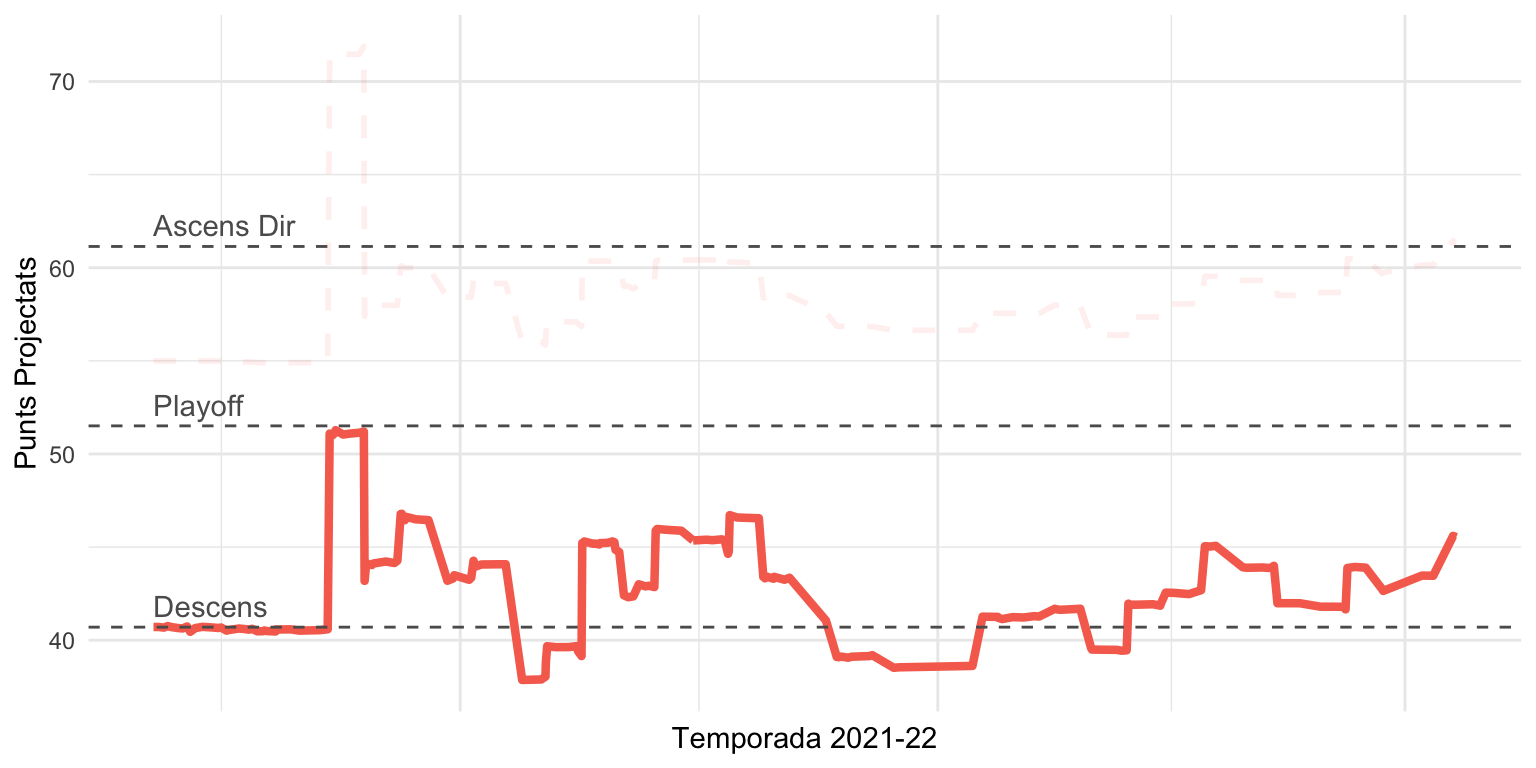 70
Ascens Dir
60
Playoff
50
Descens
40
Punts Projectats
Temporada 2021-22